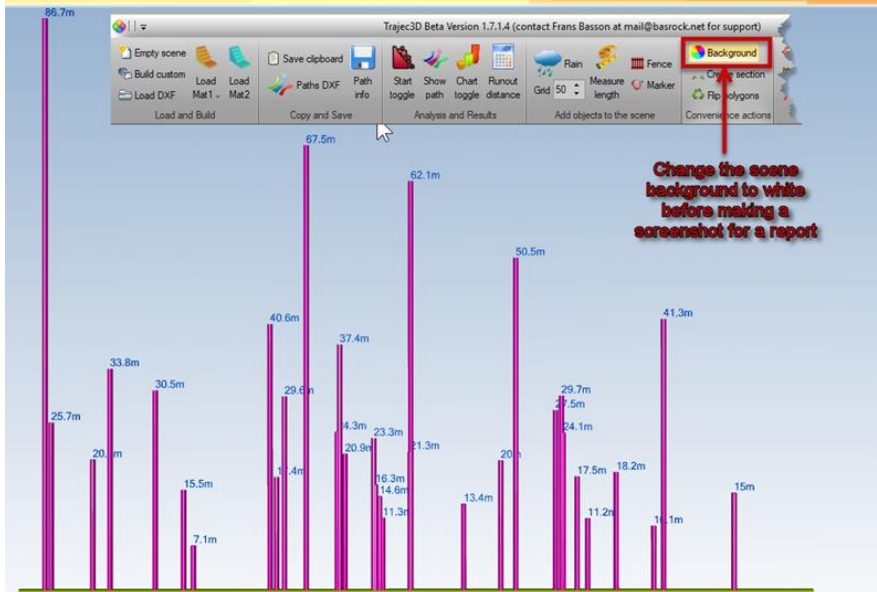 86.7m
Trajec3D Beta Version 1.7.1.4 (contact Frans Basson at mail@basrock.net for support)
Empty scene
Build custom
Load DXF
Load Mat1
Load Mat2
Load and Build
Save clipboard
Paths DXF
Path info
Copy and Save
Start toggle
Show path
Chart toggle
Runout distance
Analysis and Results
Rain
Grid 50
Measure length
Fence
Marker
Add objects to the scene
Background
section
Flip polygons
Convenience actions
Change the scene
background to white
before making a
screenshot for a report
67.5m
62.1m
50.5m
40.6m
41.3m
37.4m
33.8m
30.5m
29.6m
29.7m
25.7m
24.1m
23.3m
20.9m
21.3m
16.3m
14.6m
11.3m
15.5m
7.1m
13.4m
17.5m
18.2m
11.2m
15m